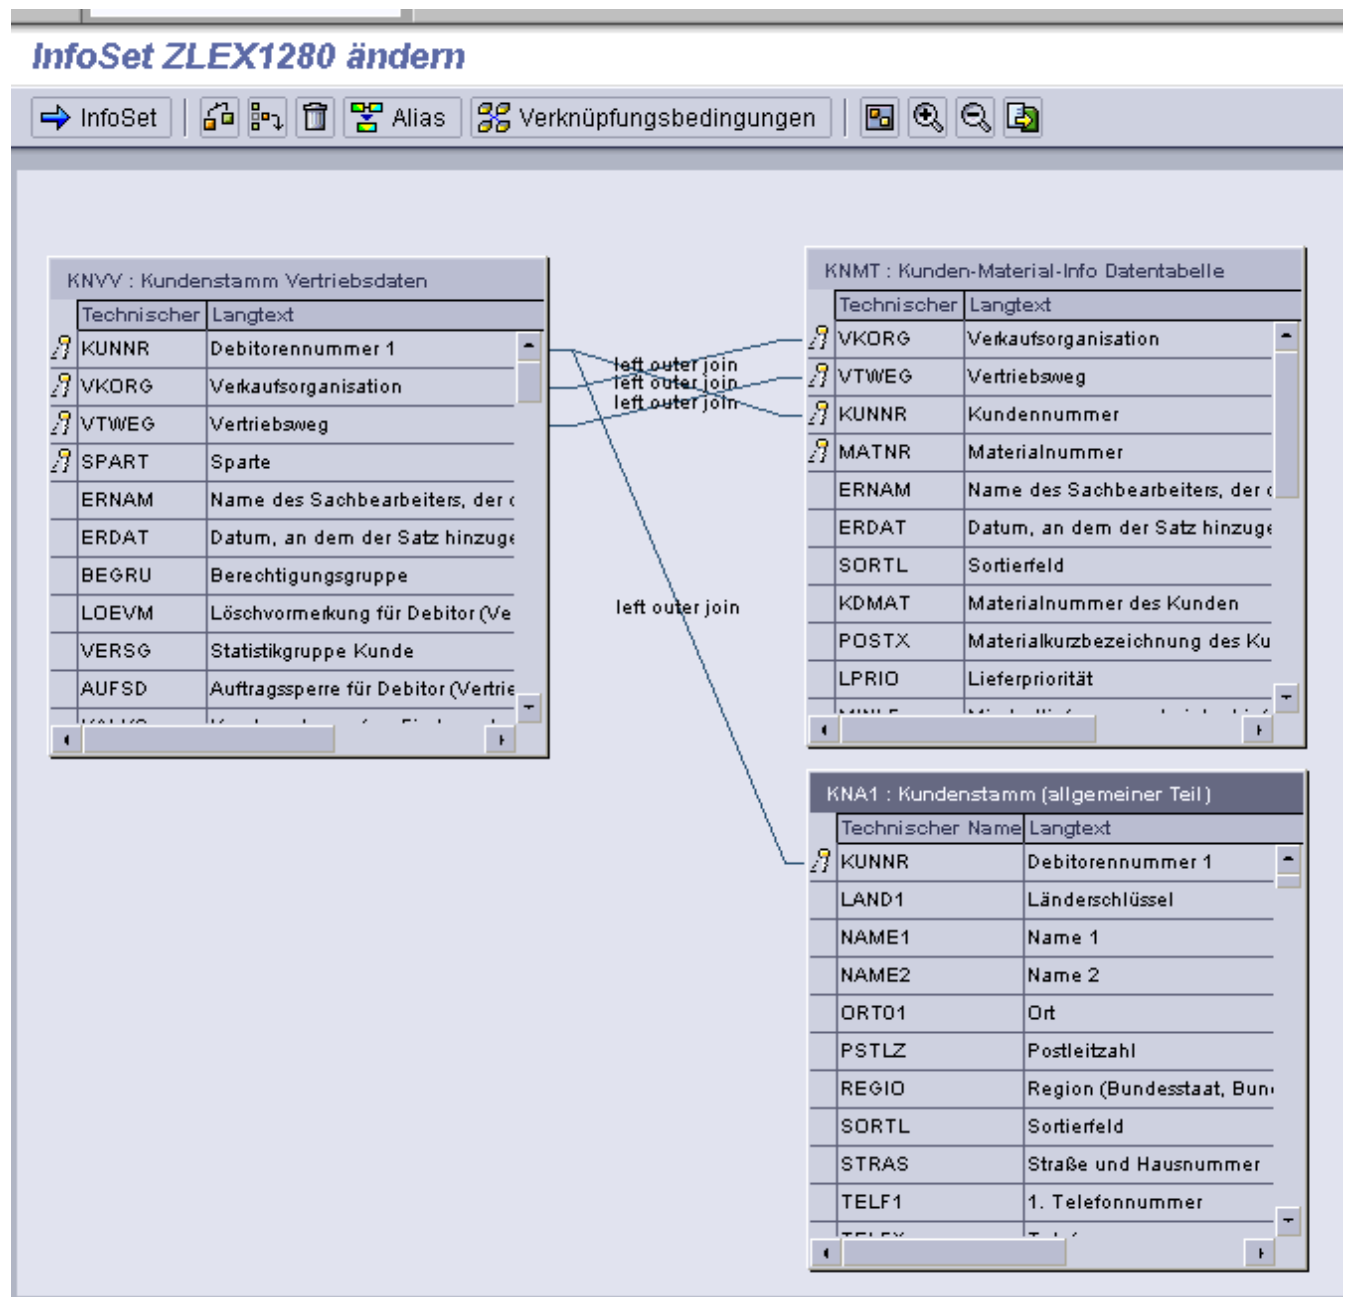 InfoSet ZLEX1280 ändern
InfoSet Alias Verknüpfungsbedingungen
KNVV : Kundenstamm Vertriebsdaten
Technischer Langtext
KUNNR Debitorennummer 1
VKORG Verkaufsorganisation
VTWEG Vertriebsweg
SPART Sparte
ERNAM Name des Sachbearbeiters, der
ERDAT Datum, an dem der Satz hinzuge
BEGRU Berechtigungsgruppe
LOEVM Löschvormerkung für Debitor (Ve
VERSG Statistikgruppe Kunde
AUFSD Auftragssperre für Debitor (Vertrie
left outer join
left outer join
left outer join
left outer join
KNMT : Kunden-Material-Info Datentabelle
Technischer Langtext
VKORG Verkaufsorganisation
VTWEG Vertriebsweg
KUNNR Kundennummer
MATNR Materialnummer
ERNAM Name des Sachbearbeiters, der
ERDAT Datum, an dem der Satz hinzuge
SORTL Sortierfeld
KDMAT Materialnummer des Kunden
POSTX Materialkurzbezeichnung des Ku
LPRIO Lieferpriorität
KNA1 : Kundenstamm (allgemeiner Teil)
Technischer Name Langtext
KUNNR Debitorennummer 1
LAND1 Länderschlüssel
NAME1 Name 1
NAME2 Name 2
ORT01 Ort
PSTLZ Postleitzahl
REGIO Region (Bundesstaat, Bun
SORTL Sortierfeld
STRAS Straße und Hausnummer
TELF1 1. Telefonnummer